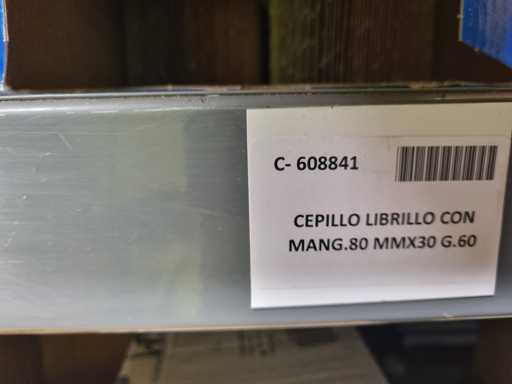 C- 608841
CEPILLO LIBRILLO CON
MANG.80 MMX30 G.60